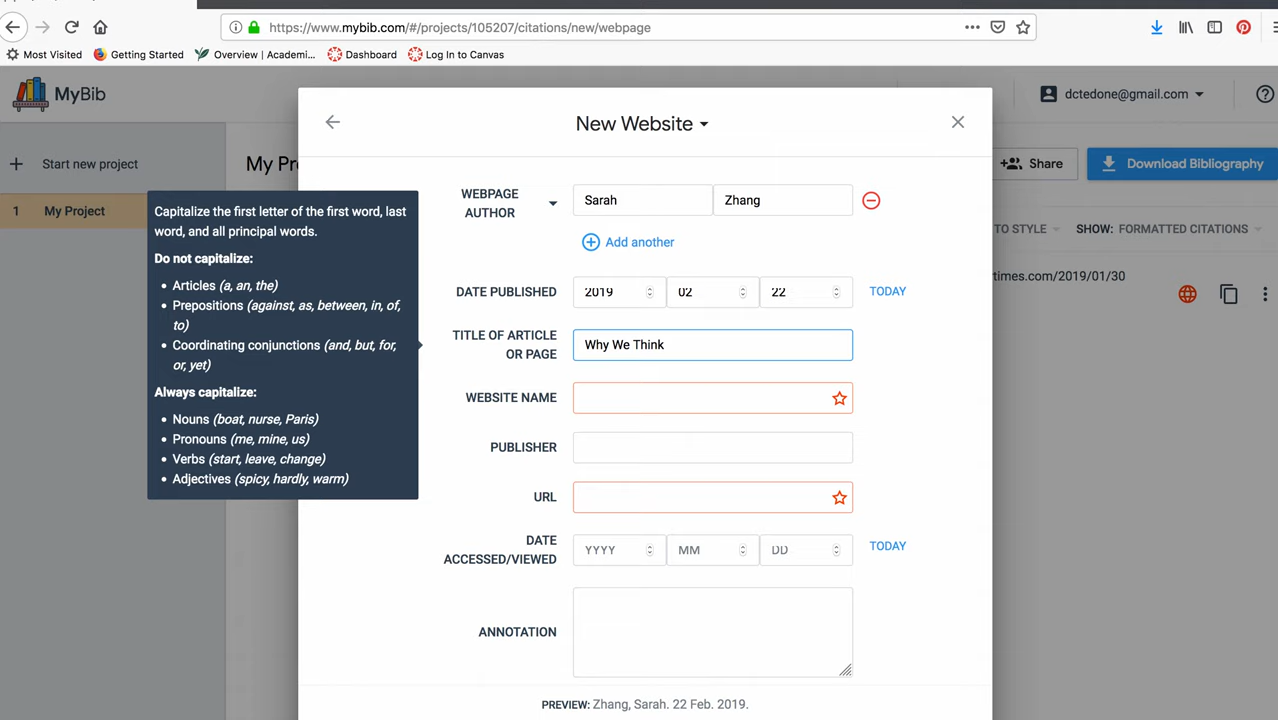 https://www.mybib.com/#/projects/105207/citations/new/webpage
Most Visited
Getting Started
Overview | Academi...
Dashboard
Log In to Canvas
MyBib
dctedone@gmail.com
New Website
Start new project
My Pr
Share
Download Bibliography
1 My Project
TO STYLE
SHONW: FORMATTED CITATIONS
times.com/2019/01/30
Capitalize the first letter of the first word, last
word, and all principal words.
Do not capitalize:
• Articles (a, an, the)
• Prepositions (against, as, between, in, of,
to)
• Coordinating conjunctions (and, but, for,
or, yet)
Always capitalize:
• Nouns (boat, nurse, Paris)
• Pronouns (me, mine, us)
• Verbs (start, leave, change)
• Adjectives (spicy, hardly, warm)
WEBPAGE
AUTHOR
Sarah
Zhang
Add another
DATE PUBLISHED
2019
02
22
TODAY
TITLE OF ARTICLE
OR PAGE
Why We Think
WEBSITE NAME
PUBLISHER
URL
DATE
ACCESSED/VIEWED
YYYY
MM
DD
TODAY
ANNOTATION
PREVIEW: Zhang, Sarah. 22 Feb. 2019.